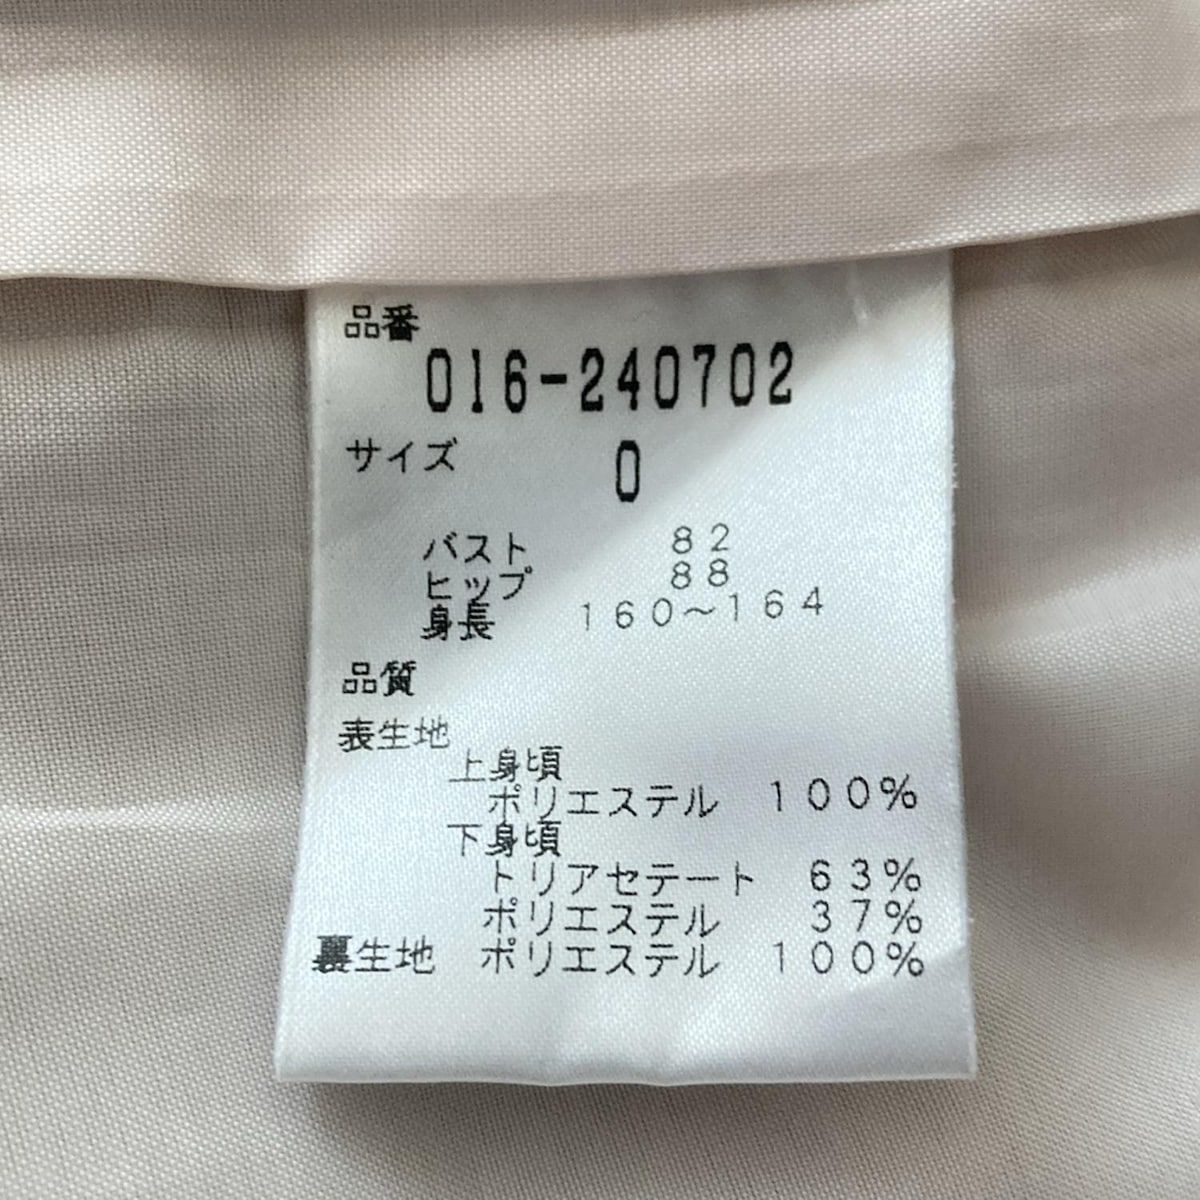 品番
016-240702
サイズ 0
バスト 82
ヒップ 88
身長 160～164
品質
表生地
上身頃
ポリエステル 100%
下身頃
トリアセテート 63%
ポリエステル 37%
裏生地 ポリエステル 100%